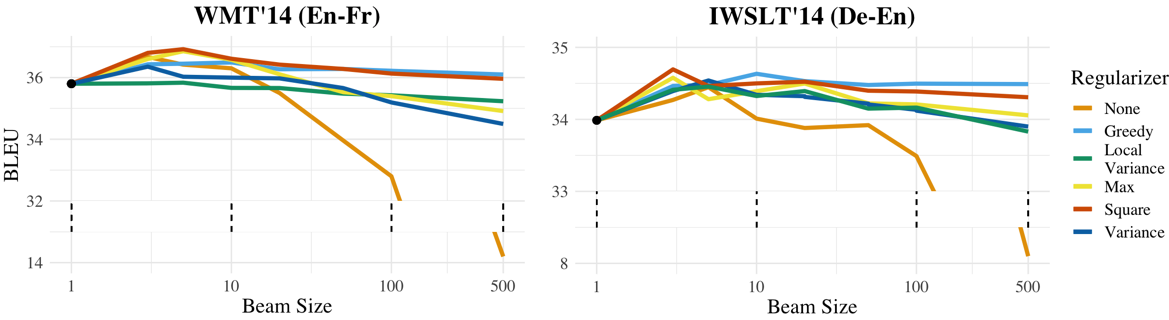 WMT'14 (En-Fr)
BLEU
36
34
32
14
1
10
100
500
Beam Size
IWSLT'14 (De-En)
35
34
33
8
1
10
100
500
Beam Size
Regularizer
None
Greedy
Local
Variance
Max
Square
Variance